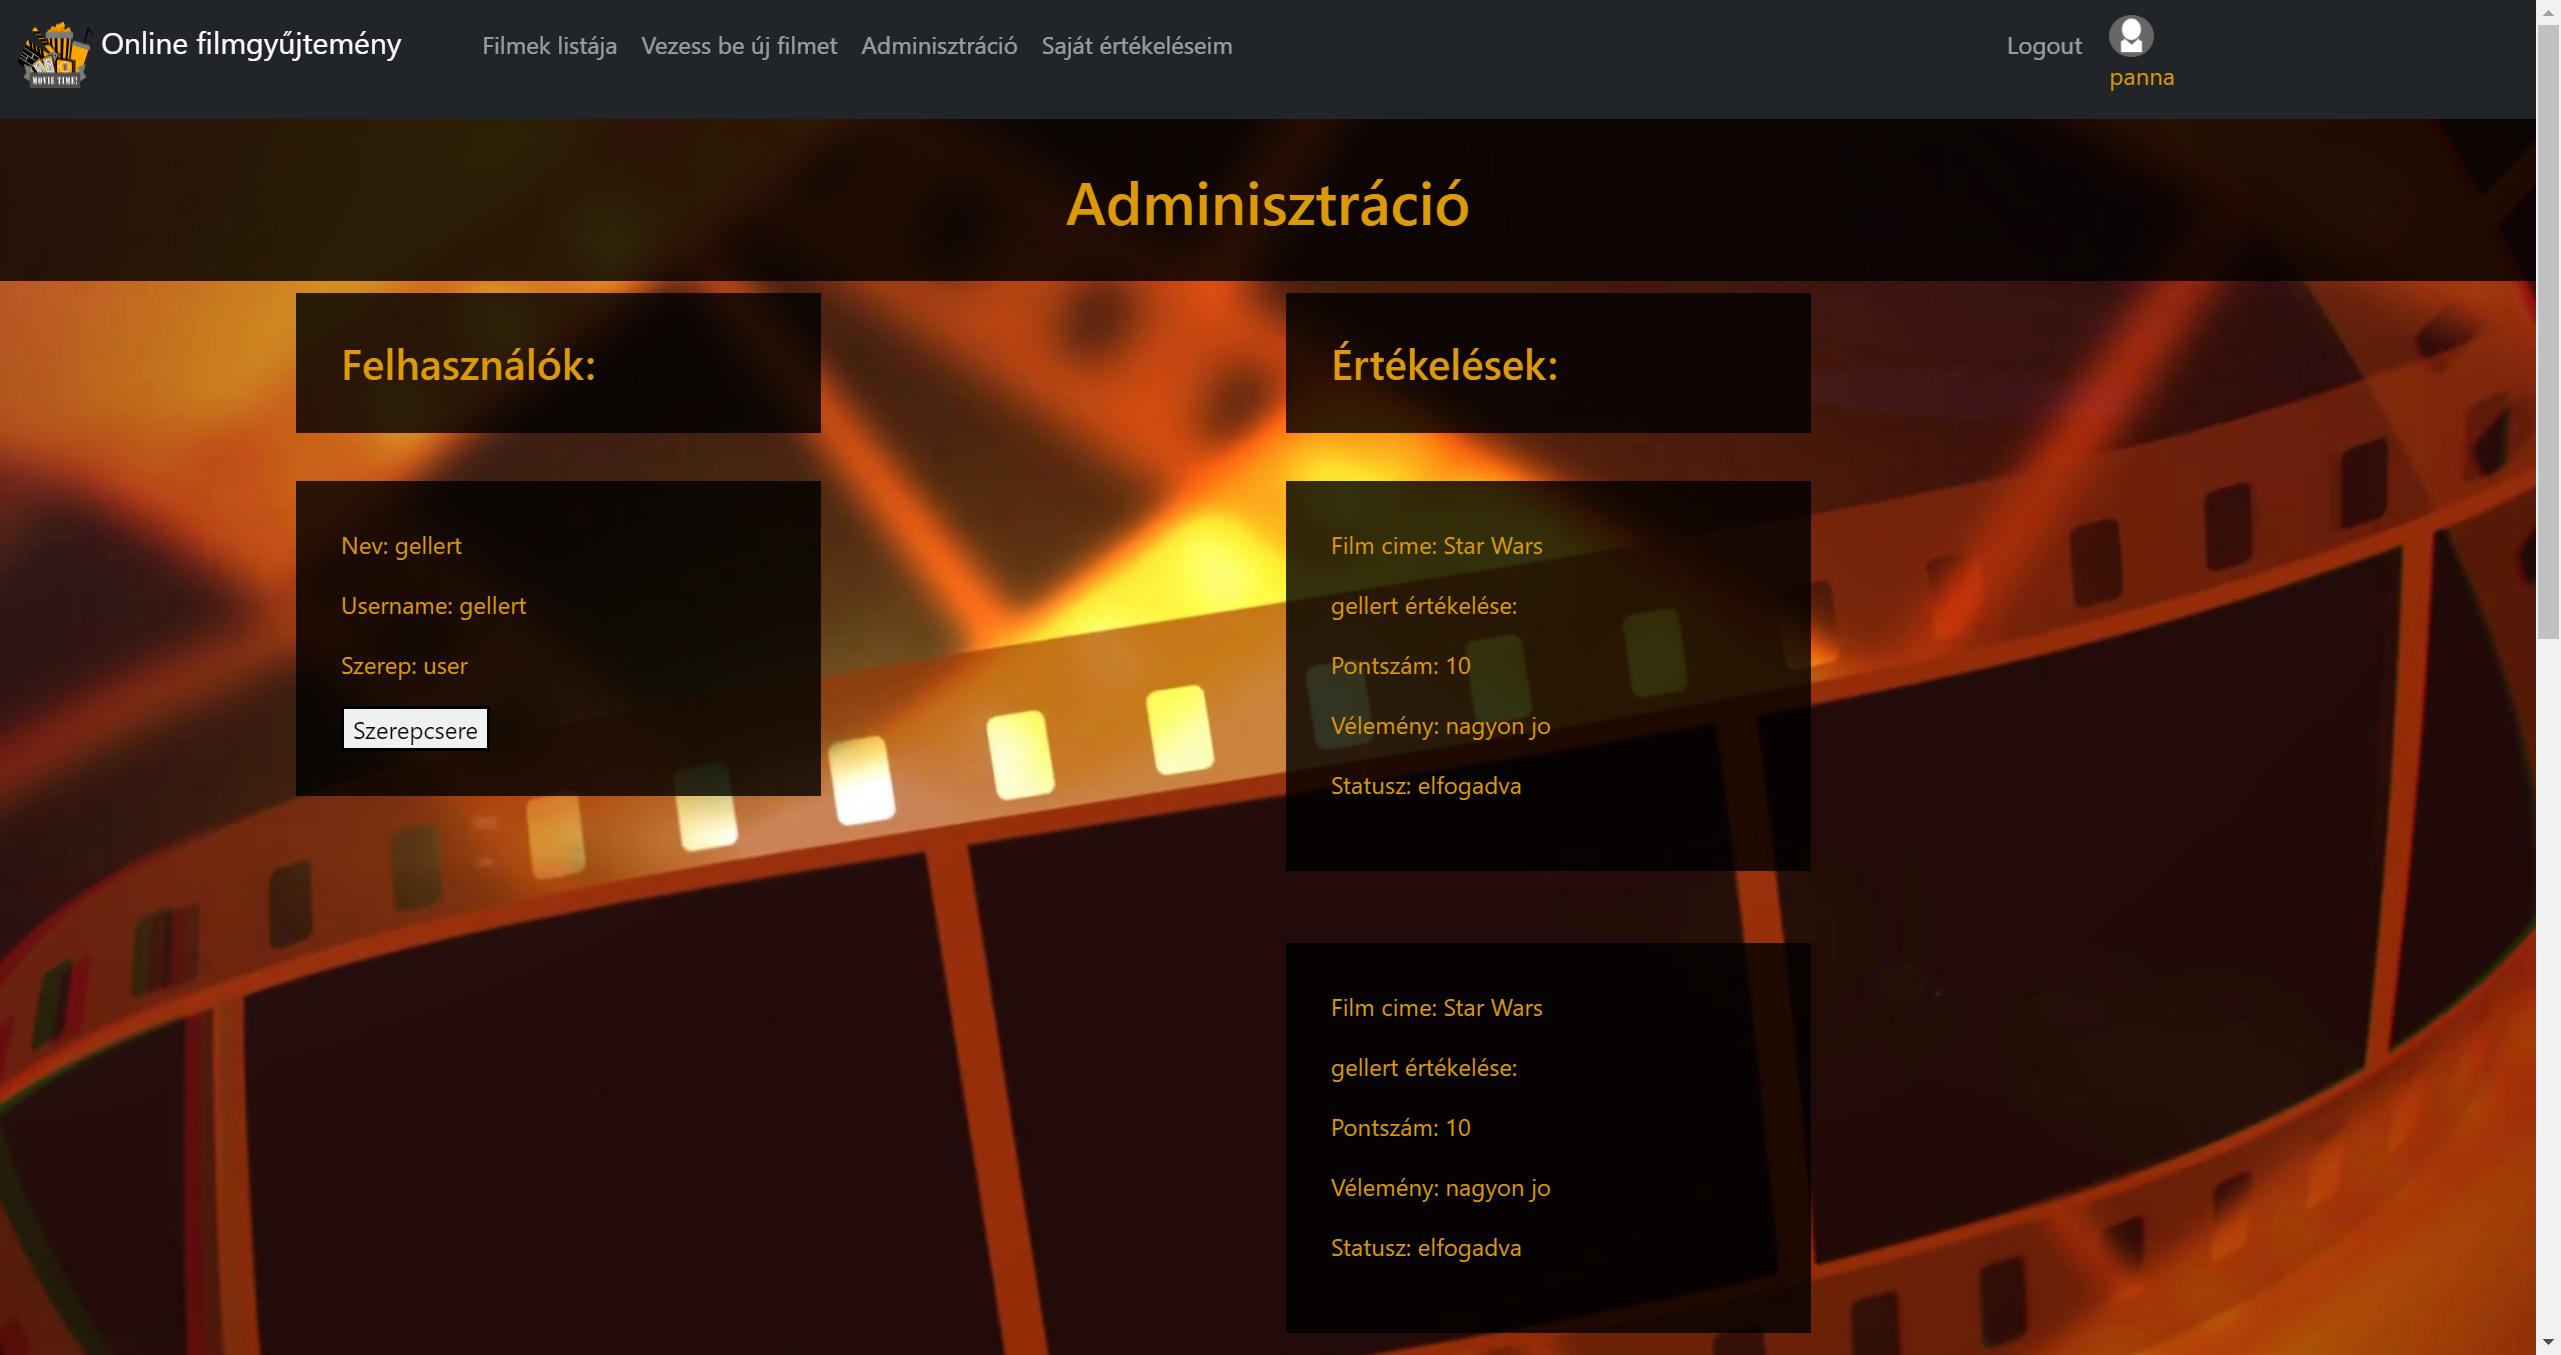 MOVIE TIME!
Online filmgyűjtemény
Filmek listája
Vezess be új filmet
Adminisztráció
Saját értékeléseim
Logout
panna
Adminisztráció
Felhasználók:
Nev: gellert
Username: gellert
Szerep: user
Szerepcsere
Értékelések:
Film cime: Star Wars
gellert értékelése:
Pontszám: 10
Vélemény: nagyon jo
Statusz: elfogadva
Film cime: Star Wars
gellert értékelése:
Pontszám: 10
Vélemény: nagyon jo
Statusz: elfogadva